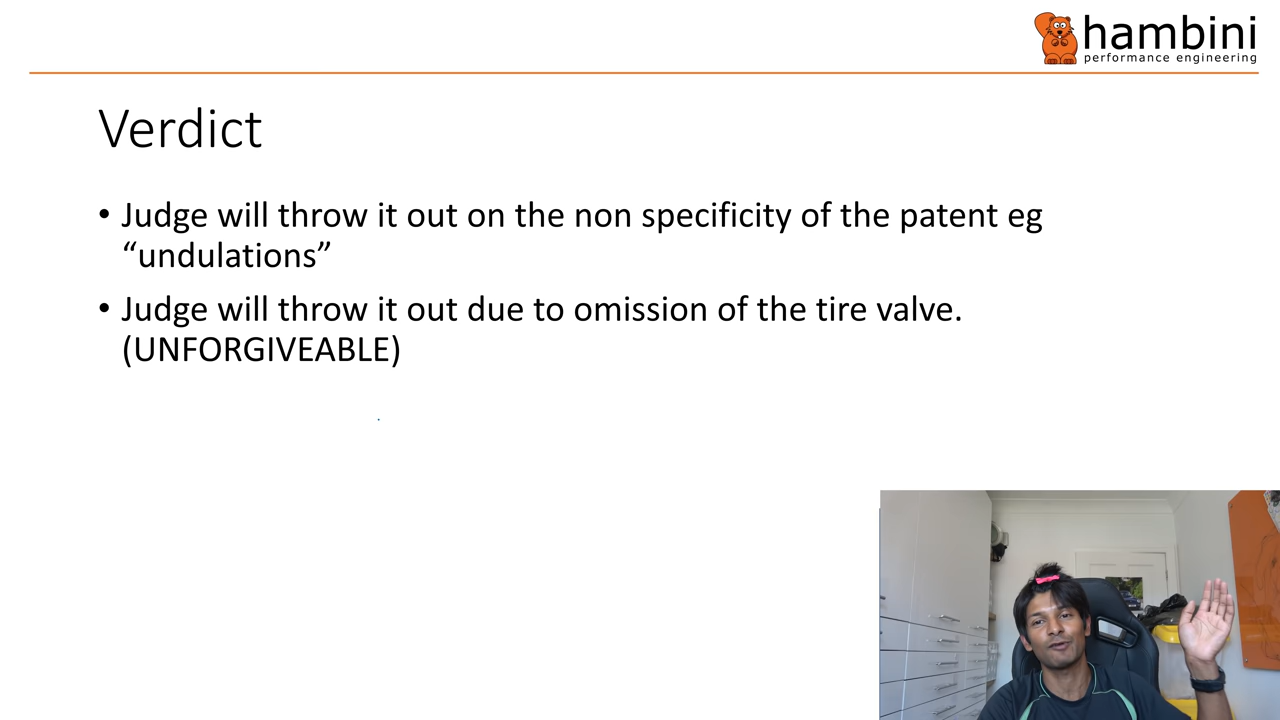 hambini
performance engineering
Verdict
• Judge will throw it out on the non specificity of the patent eg
“undulations”
• Judge will throw it out due to omission of the tire valve.
(UNFORGIVEABLE)